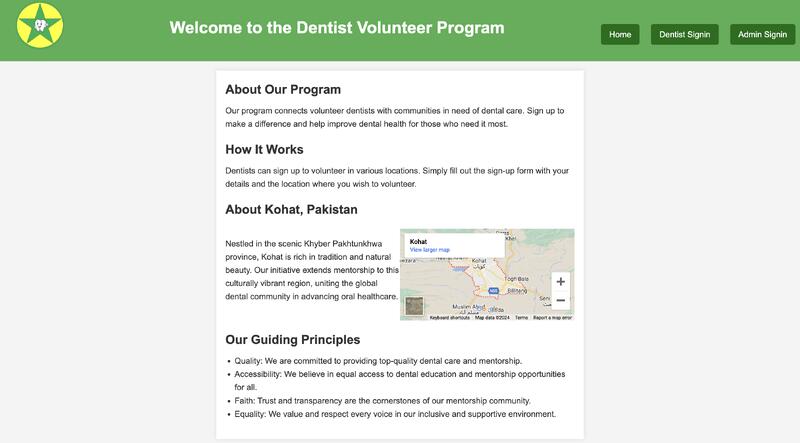 Welcome to the Dentist Volunteer Program
Home
Dentist Signin
Admin Signin
About Our Program
Our program connects volunteer dentists with communities in need of dental care. Sign up to
make a difference and help improve dental health for those who need it most.
How It Works
Dentists can sign up to volunteer in various locations. Simply fill out the sign-up form with your
details and the location where you wish to volunteer.
About Kohat, Pakistan
Nestled in the scenic Khyber Pakhtunkhwa
province, Kohat is rich in tradition and natural
beauty. Our initiative extends mentorship to this
culturally vibrant region, uniting the global
dental community in advancing oral healthcare.
Kohat
View larger map
Khel
Kohat
کوہاٹ
Togh Bala
Billitang
Muslim Abad
Keyboard shortcuts
Map data ©2024
Terms
Report a map error
Our Guiding Principles
• Quality: We are committed to providing top-quality dental care and mentorship.
• Accessibility: We believe in equal access to dental education and mentorship opportunities
for all.
• Faith: Trust and transparency are the cornerstones of our mentorship community.
• Equality: We value and respect every voice in our inclusive and supportive environment.